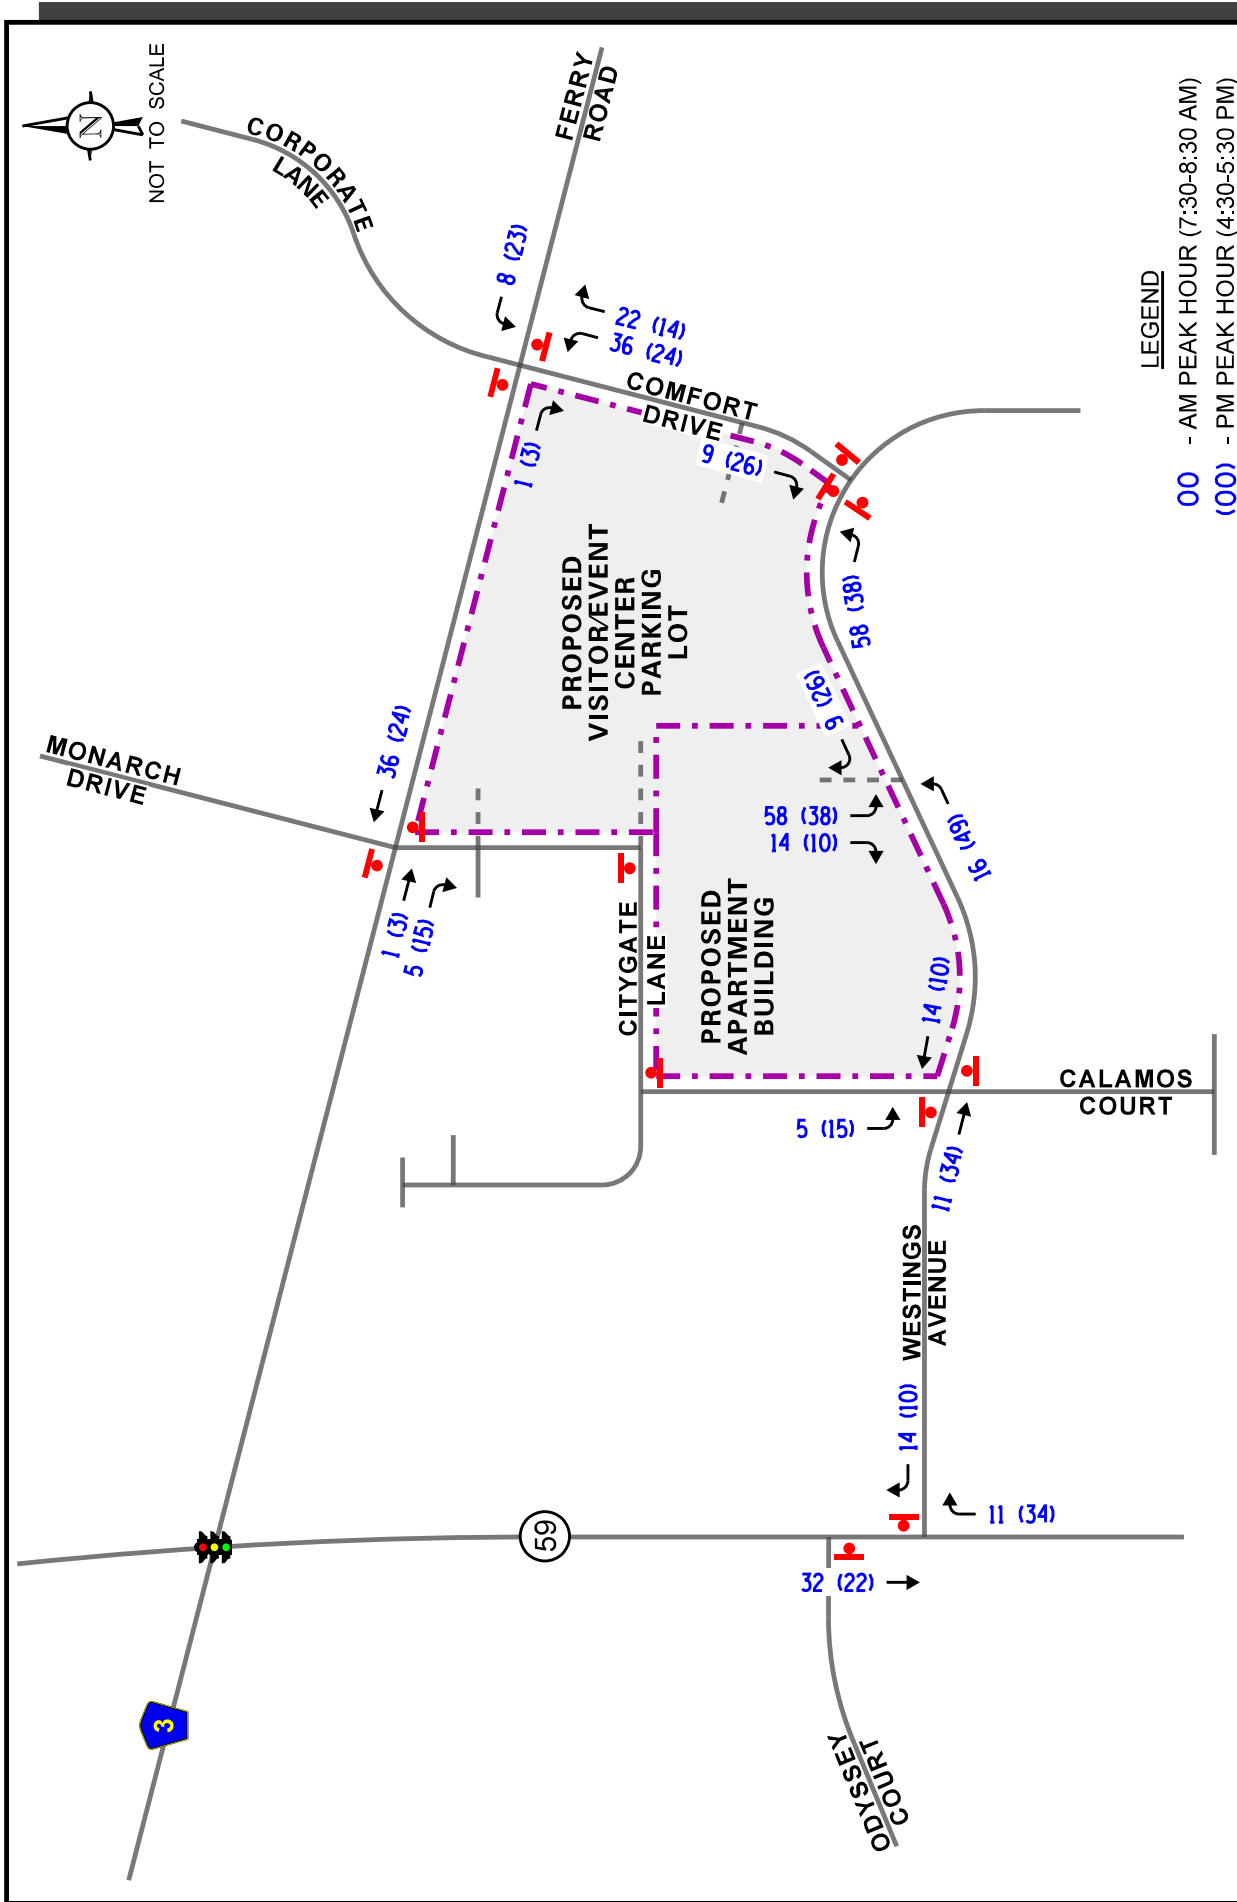 N
NOT TO SCALE
CORPORATE
LANE
FERRY
ROAD
8 (23)
22 (14)
36 (24)
COMFORT
DRIVE
1 (3)
9 (26)
LEGEND
00 - AM PEAK HOUR (7:30-8:30 AM)
(00) - PM PEAK HOUR (4:30-5:30 PM)
PROPOSED
VISITOR/EVENT
CENTER
PARKING
LOT
58 (38)
9 (26)
MONARCH
DRIVE
36 (24)
58 (38)
14 (10)
16 (49)
1 (3)
5 (15)
CITYGATE
LANE
PROPOSED
APARTMENT
BUILDING
14 (10)
CALAMOS
COURT
5 (15)
11 (34)
WESTINGS
AVENUE
14 (10)
11 (34)
59
32 (22)
3
ODYSSEY
COURT